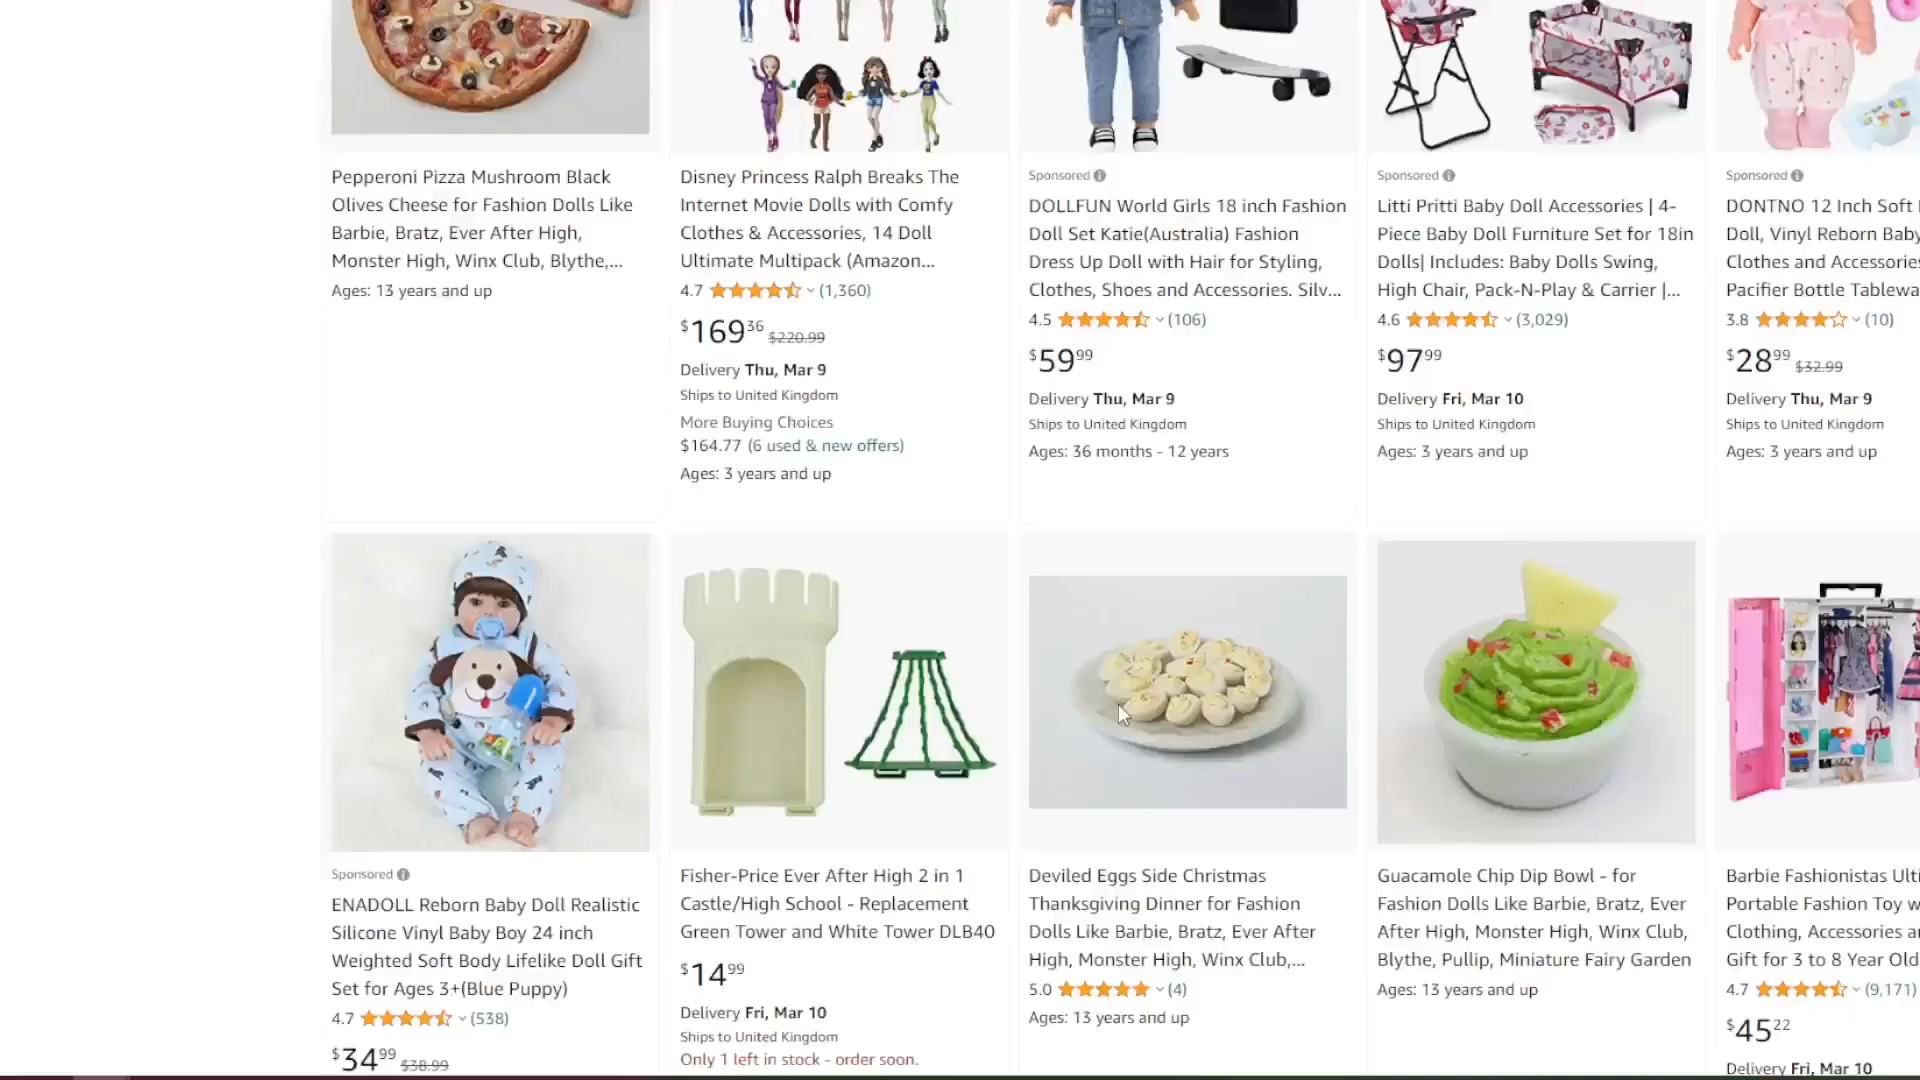 Pepperoni Pizza Mushroom Black
Olives Cheese for Fashion Dolls Like
Barbie, Bratz, Ever After High,
Monster High, Winx Club, Blythe,...
Ages: 13 years and up
Disney Princess Ralph Breaks The
Internet Movie Dolls with Comfy
Clothes & Accessories, 14 Doll
Ultimate Multipack (Amazon...
4.7 (1,360)
$169 36 $220.99
Delivery Thu, Mar 9
Ships to United Kingdom
More Buying Choices
$164.77 (6 used & new offers)
Ages: 3 years and up
Sponsored
DOLLFUN World Girls 18 inch Fashion
Doll Set Katie(Australia) Fashion
Dress Up Doll with Hair for Styling,
Clothes, Shoes and Accessories. Silv...
4.5 (106)
$59 99
Delivery Thu, Mar 9
Ships to United Kingdom
Ages: 36 months - 12 years
Sponsored
Litti Pritti Baby Doll Accessories | 4-
Piece Baby Doll Furniture Set for 18in
Dolls| Includes: Baby Dolls Swing,
High Chair, Pack-N-Play & Carrier |...
4.6 (3,029)
$97 99
Delivery Fri, Mar 10
Ships to United Kingdom
Ages: 3 years and up
Sponsored
DONTNO 12 Inch Soft
Doll, Vinyl Reborn Baby
Clothes and Accessories
Pacifier Bottle Tablewa
3.8 (10)
$28 99 $32.99
Delivery Thu, Mar 9
Ships to United Kingdom
Ages: 3 years and up
Sponsored
ENADOLL Reborn Baby Doll Realistic
Silicone Vinyl Baby Boy 24 inch
Weighted Soft Body Lifelike Doll Gift
Set for Ages 3+(Blue Puppy)
4.7 (538)
$34 99 $38.99
Fisher-Price Ever After High 2 in 1
Castle/High School - Replacement
Green Tower and White Tower DLB40
$14 99
Delivery Fri, Mar 10
Ships to United Kingdom
Only 1 left in stock - order soon.
Deviled Eggs Side Christmas
Thanksgiving Dinner for Fashion
Dolls Like Barbie, Bratz, Ever After
High, Monster High, Winx Club,...
5.0 (4)
Ages: 13 years and up
Guacamole Chip Dip Bowl - for
Fashion Dolls Like Barbie, Bratz, Ever
After High, Monster High, Winx Club,
Blythe, Pullip, Miniature Fairy Garden
Ages: 13 years and up
Barbie Fashionistas Ulti
Portable Fashion Toy w
Clothing, Accessories a
Gift for 3 to 8 Year Old
4.7 (9,171)
$45 22
Delivery Fri, Mar 10